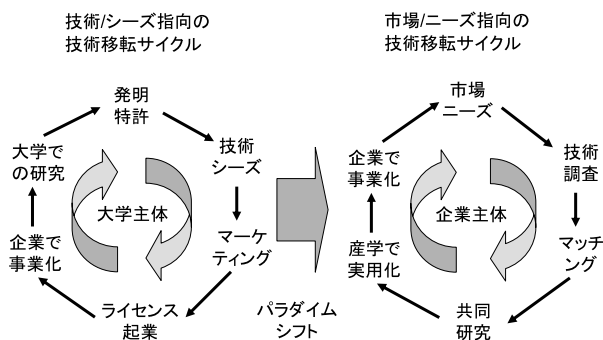 技術/シーズ指向の
技術移転サイクル
発明
特許
技術
シーズ
マーケ
ティング
ライセンス
起業
企業で
事業化
大学で
の研究
大学主体
パラダイム
シフト
市場/ニーズ指向の
技術移転サイクル
市場
ニーズ
技術
調査
マッチ
ング
共同
研究
産学で
実用化
企業で
事業化
企業主体